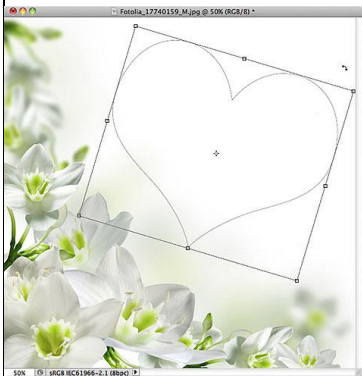 Fotolia_17740159_M.jpg @ 50% (RGB/8) *
50% sRGB IEC61966-2.1 (8bpc)